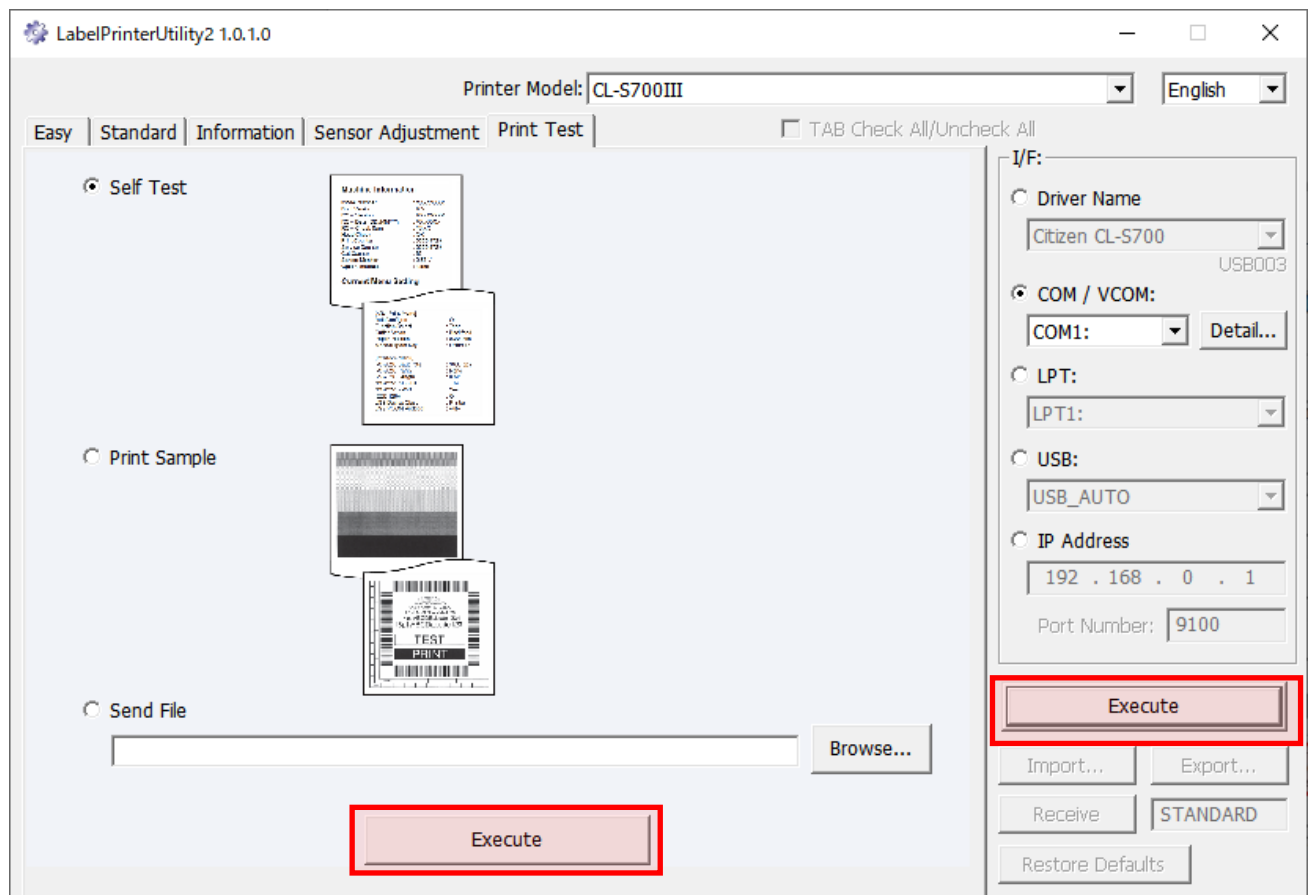 LabelPrinterUtility2 1.0.1.0
Printer Model: CL-S700III English
Easy Standard Information Sensor Adjustment Print Test TAB Check All/Uncheck All
Self Test
Current Menu Setting
Print Sample
TEST
PRINT
Send File
Browse...
Execute
I/F:
Driver Name
Citizen CL-S700
USB003
COM / VCOM:
COM1: Detail...
LPT:
LPT1:
USB:
USB_AUTO
IP Address
192 . 168 . 0 . 1
Port Number: 9100
Execute
Import... Export...
Receive STANDARD
Restore Defaults